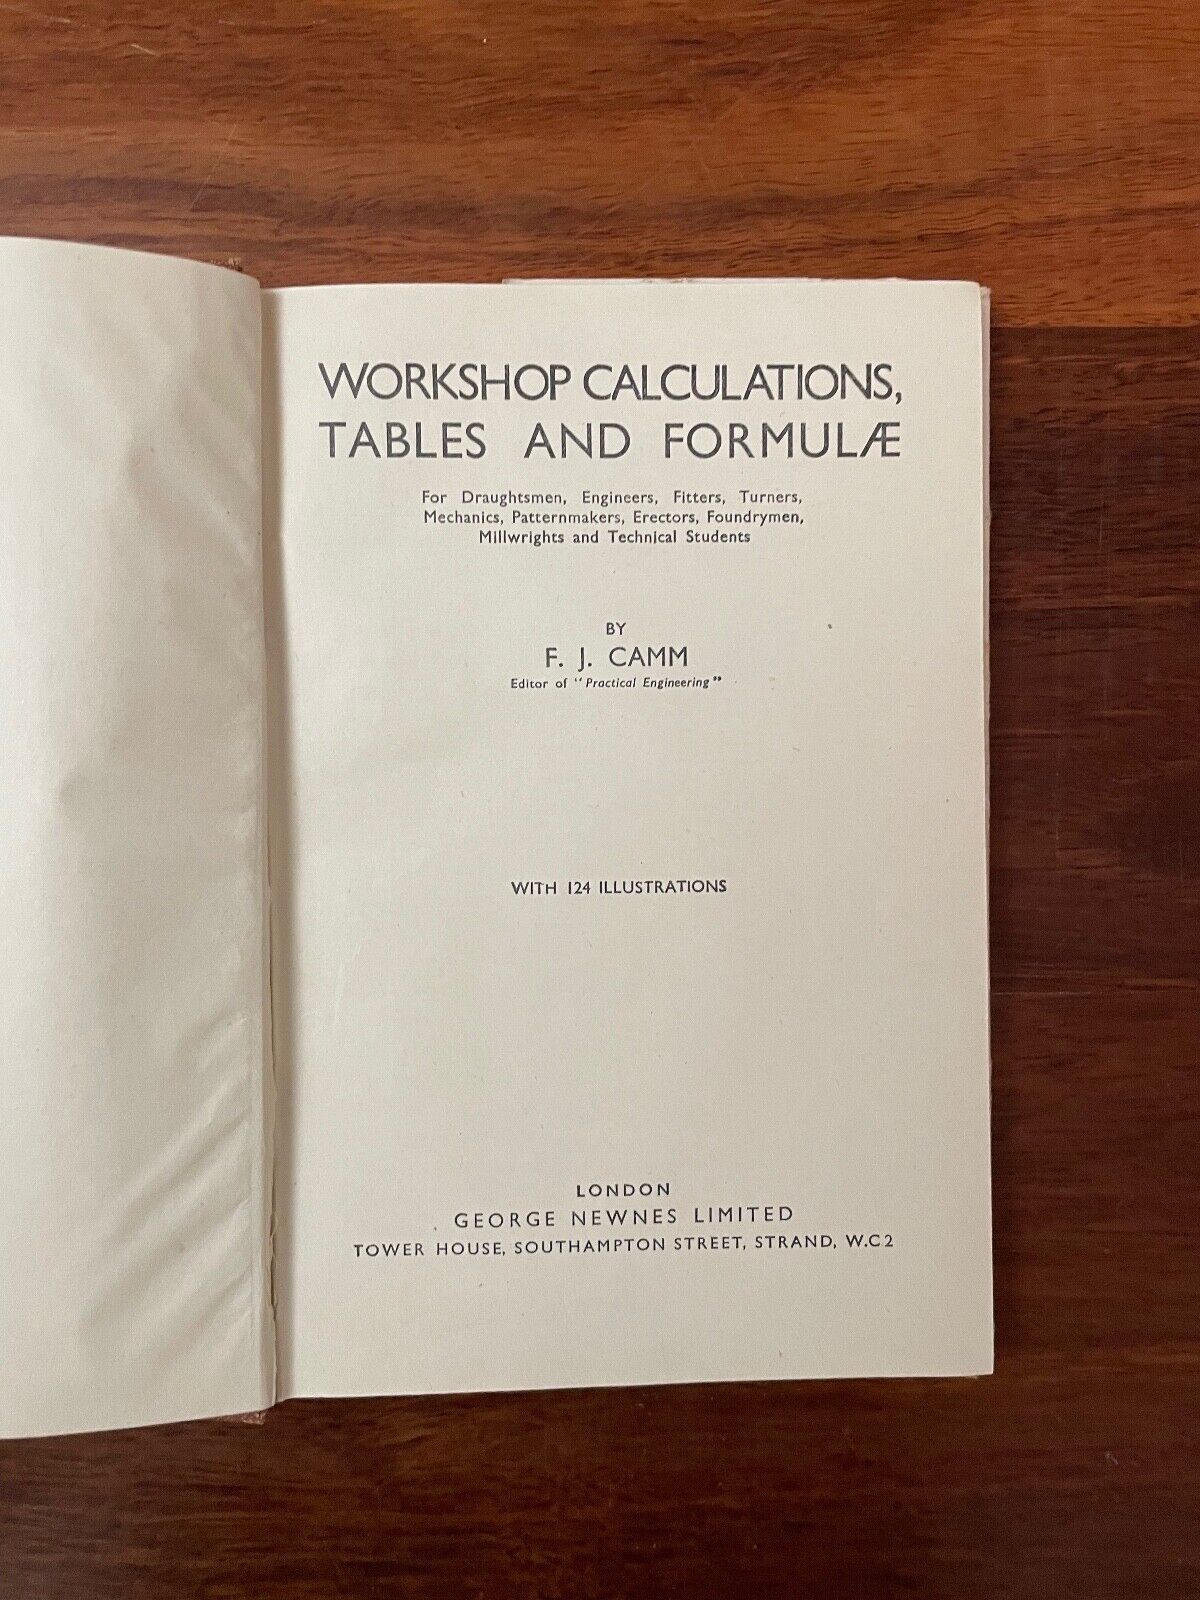 WORKSHOP CALCULATIONS,
TABLES AND FORMULÆ
For Draughtsmen, Engineers, Fitters, Turners,
Mechanics, Patternmakers, Erectors, Foundrymen,
Millwrights and Technical Students
BY
F. J. CAMM
Editor of "Practical Engineering"
WITH 124 ILLUSTRATIONS
LONDON
GEORGE NEWNES LIMITED
TOWER HOUSE, SOUTHAMPTON STREET, STRAND, W.C2